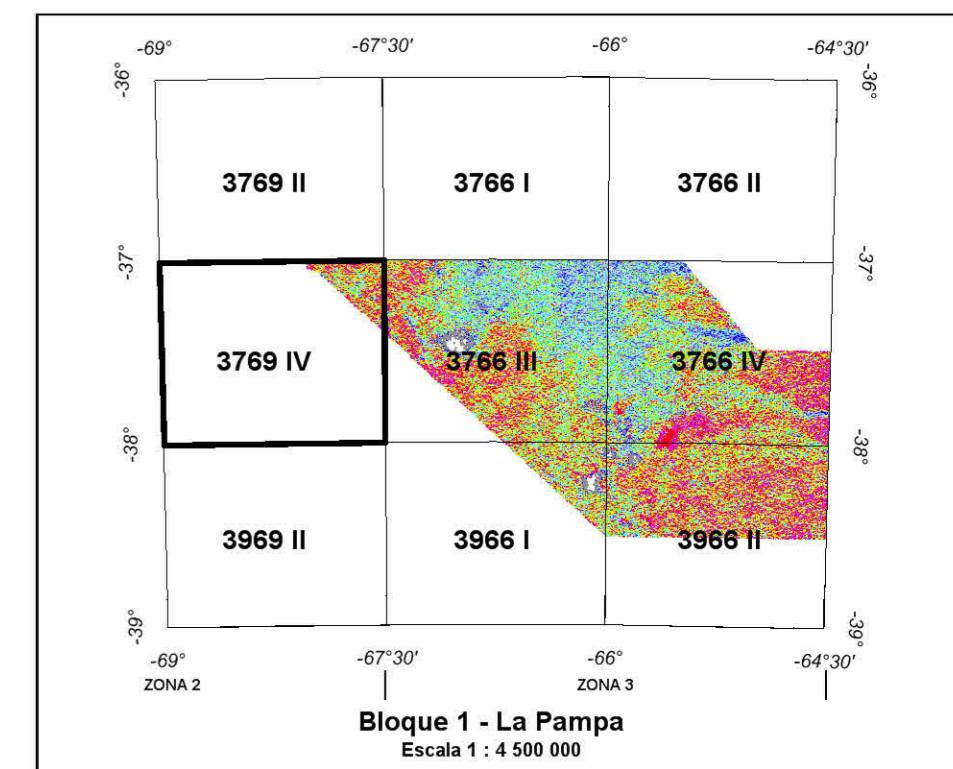 -69° -67°30' -66° -64°30'
-36° -36°
3769 II 3766 I 3766 II
-37° -37°
3769 IV 3766 III 3766 IV
-38° -38°
3969 II 3966 I 3966 II
-39° -39°
-69° -67°30' -66° -64°30'
ZONA 2 ZONA 3
Bloque 1 - La Pampa
Escala 1 : 4 500 000